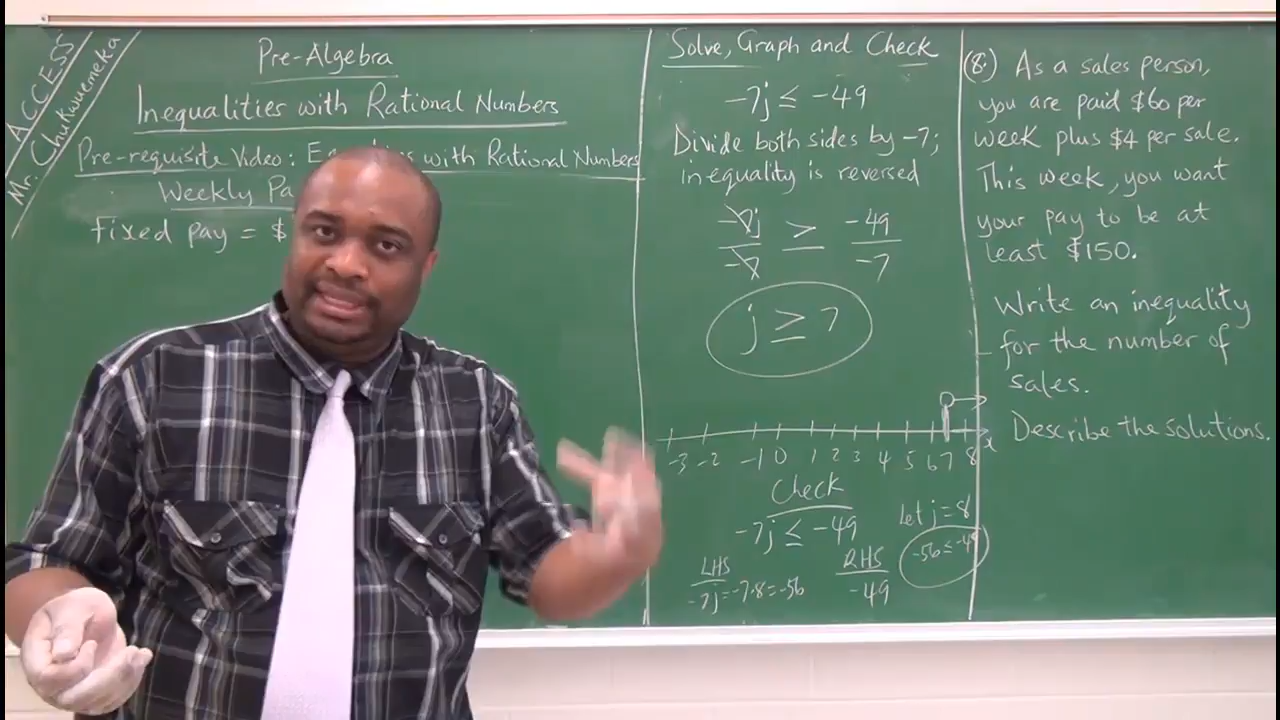 ACCESS
Mr. Chukwuemeka
Pre-Algebra
Inequalities with Rational Numbers
Pre-requisite Video: with Rational Numbers
Weekly
Fixed pay = $
Solve, Graph and Check
-7j ≤ -49
Divide both sides by -7;
inequality is reversed
-7j ≥ -49
-7 -7
j ≥ 7
-3 -2 -1 0 1 2 3 4 5 6 7 8 x
Check
-7j ≤ -49
Let j = 8
-56 ≤ -49
LHS
-7j = -7·8 = -56
RHS
-49
(8.) As a sales person,
you are paid $60 per
week plus $4 per sale.
This week, you want
your pay to be at
least $150.
Write an inequality
for the number of
sales.
Describe the solutions.